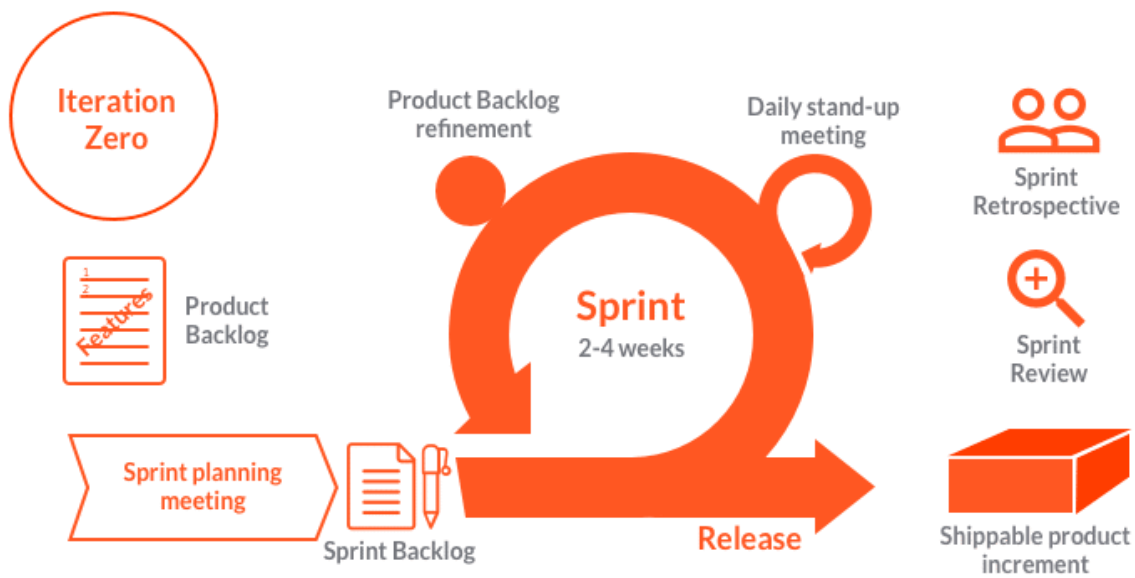 Iteration
Zero
Product Backlog
refinement
Daily stand-up
meeting
Sprint
Retrospective
1
2
Features
Product
Backlog
Sprint
2-4 weeks
Sprint
Review
Sprint planning
meeting
Sprint Backlog
Release
Shippable product
increment